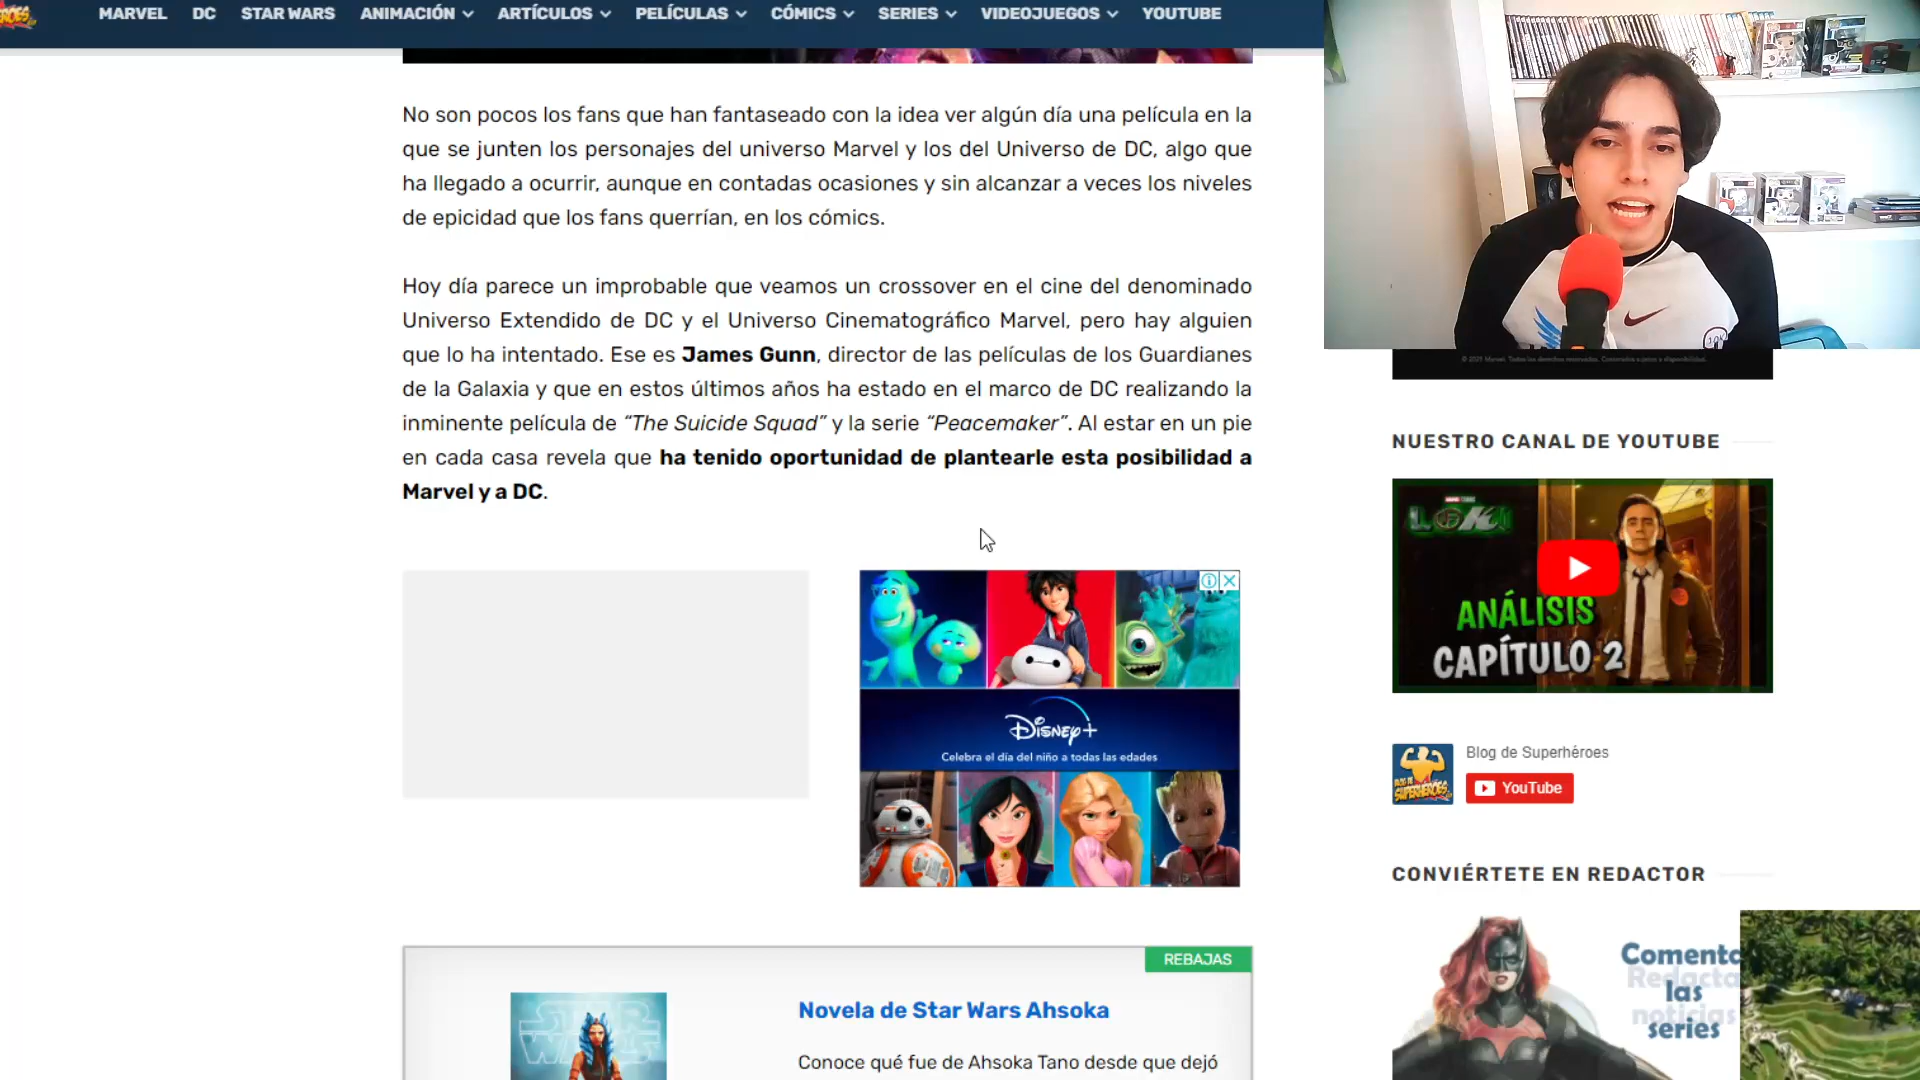 MARVEL DC STAR WARS ANIMACIÓN ARTÍCULOS PELÍCULAS CÓMICS SERIES VIDEOJUEGOS YOUTUBE
No son pocos los fans que han fantaseado con la idea ver algún día una película en la
que se junten los personajes del universo Marvel y los del Universo de DC, algo que
ha llegado a ocurrir, aunque en contadas ocasiones y sin alcanzar a veces los niveles
de epicidad que los fans querrían, en los cómics.
Hoy día parece un improbable que veamos un crossover en el cine del denominado
Universo Extendido de DC y el Universo Cinematográfico Marvel, pero hay alguien
que lo ha intentado. Ese es James Gunn, director de las películas de los Guardianes
de la Galaxia y que en estos últimos años ha estado en el marco de DC realizando la
inminente película de “The Suicide Squad” y la serie “Peacemaker”. Al estar en un pie
en cada casa revela que ha tenido oportunidad de plantearle esta posibilidad a
Marvel y a DC.
Disney+
Celebra el día del niño a todas las edades
REBAJAS
STAR
WARS
Novela de Star Wars Ahsoka
Conoce qué fue de Ahsoka Tano desde que dejó
NUESTRO CANAL DE YOUTUBE
LOKI
ANÁLISIS
CAPÍTULO 2
BLOG DE
SUPERHÉROES
Blog de Superhéroes
YouTube
CONVIÉRTETE EN REDACTOR
Comenta
Redacta
las
noticias
series